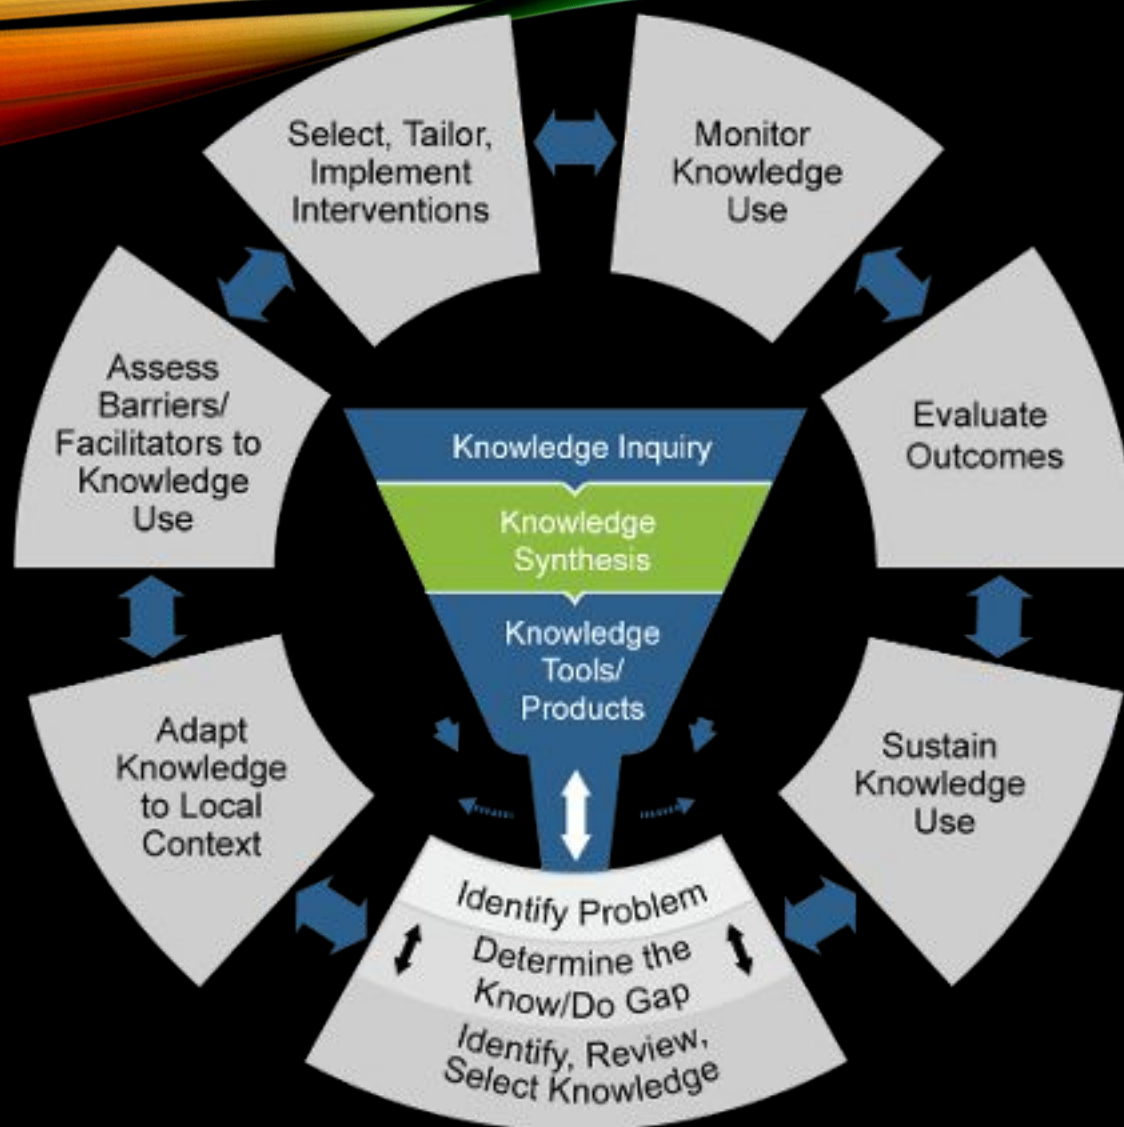 Select, Tailor,
Implement
Interventions
Monitor
Knowledge
Use
Assess
Barriers/
Facilitators to
Knowledge
Use
Evaluate
Outcomes
Knowledge Inquiry
Knowledge
Synthesis
Knowledge
Tools/
Products
Adapt
Knowledge
to Local
Context
Sustain
Knowledge
Use
Identify Problem
Determine the
Know/Do Gap
Identify, Review,
Select Knowledge